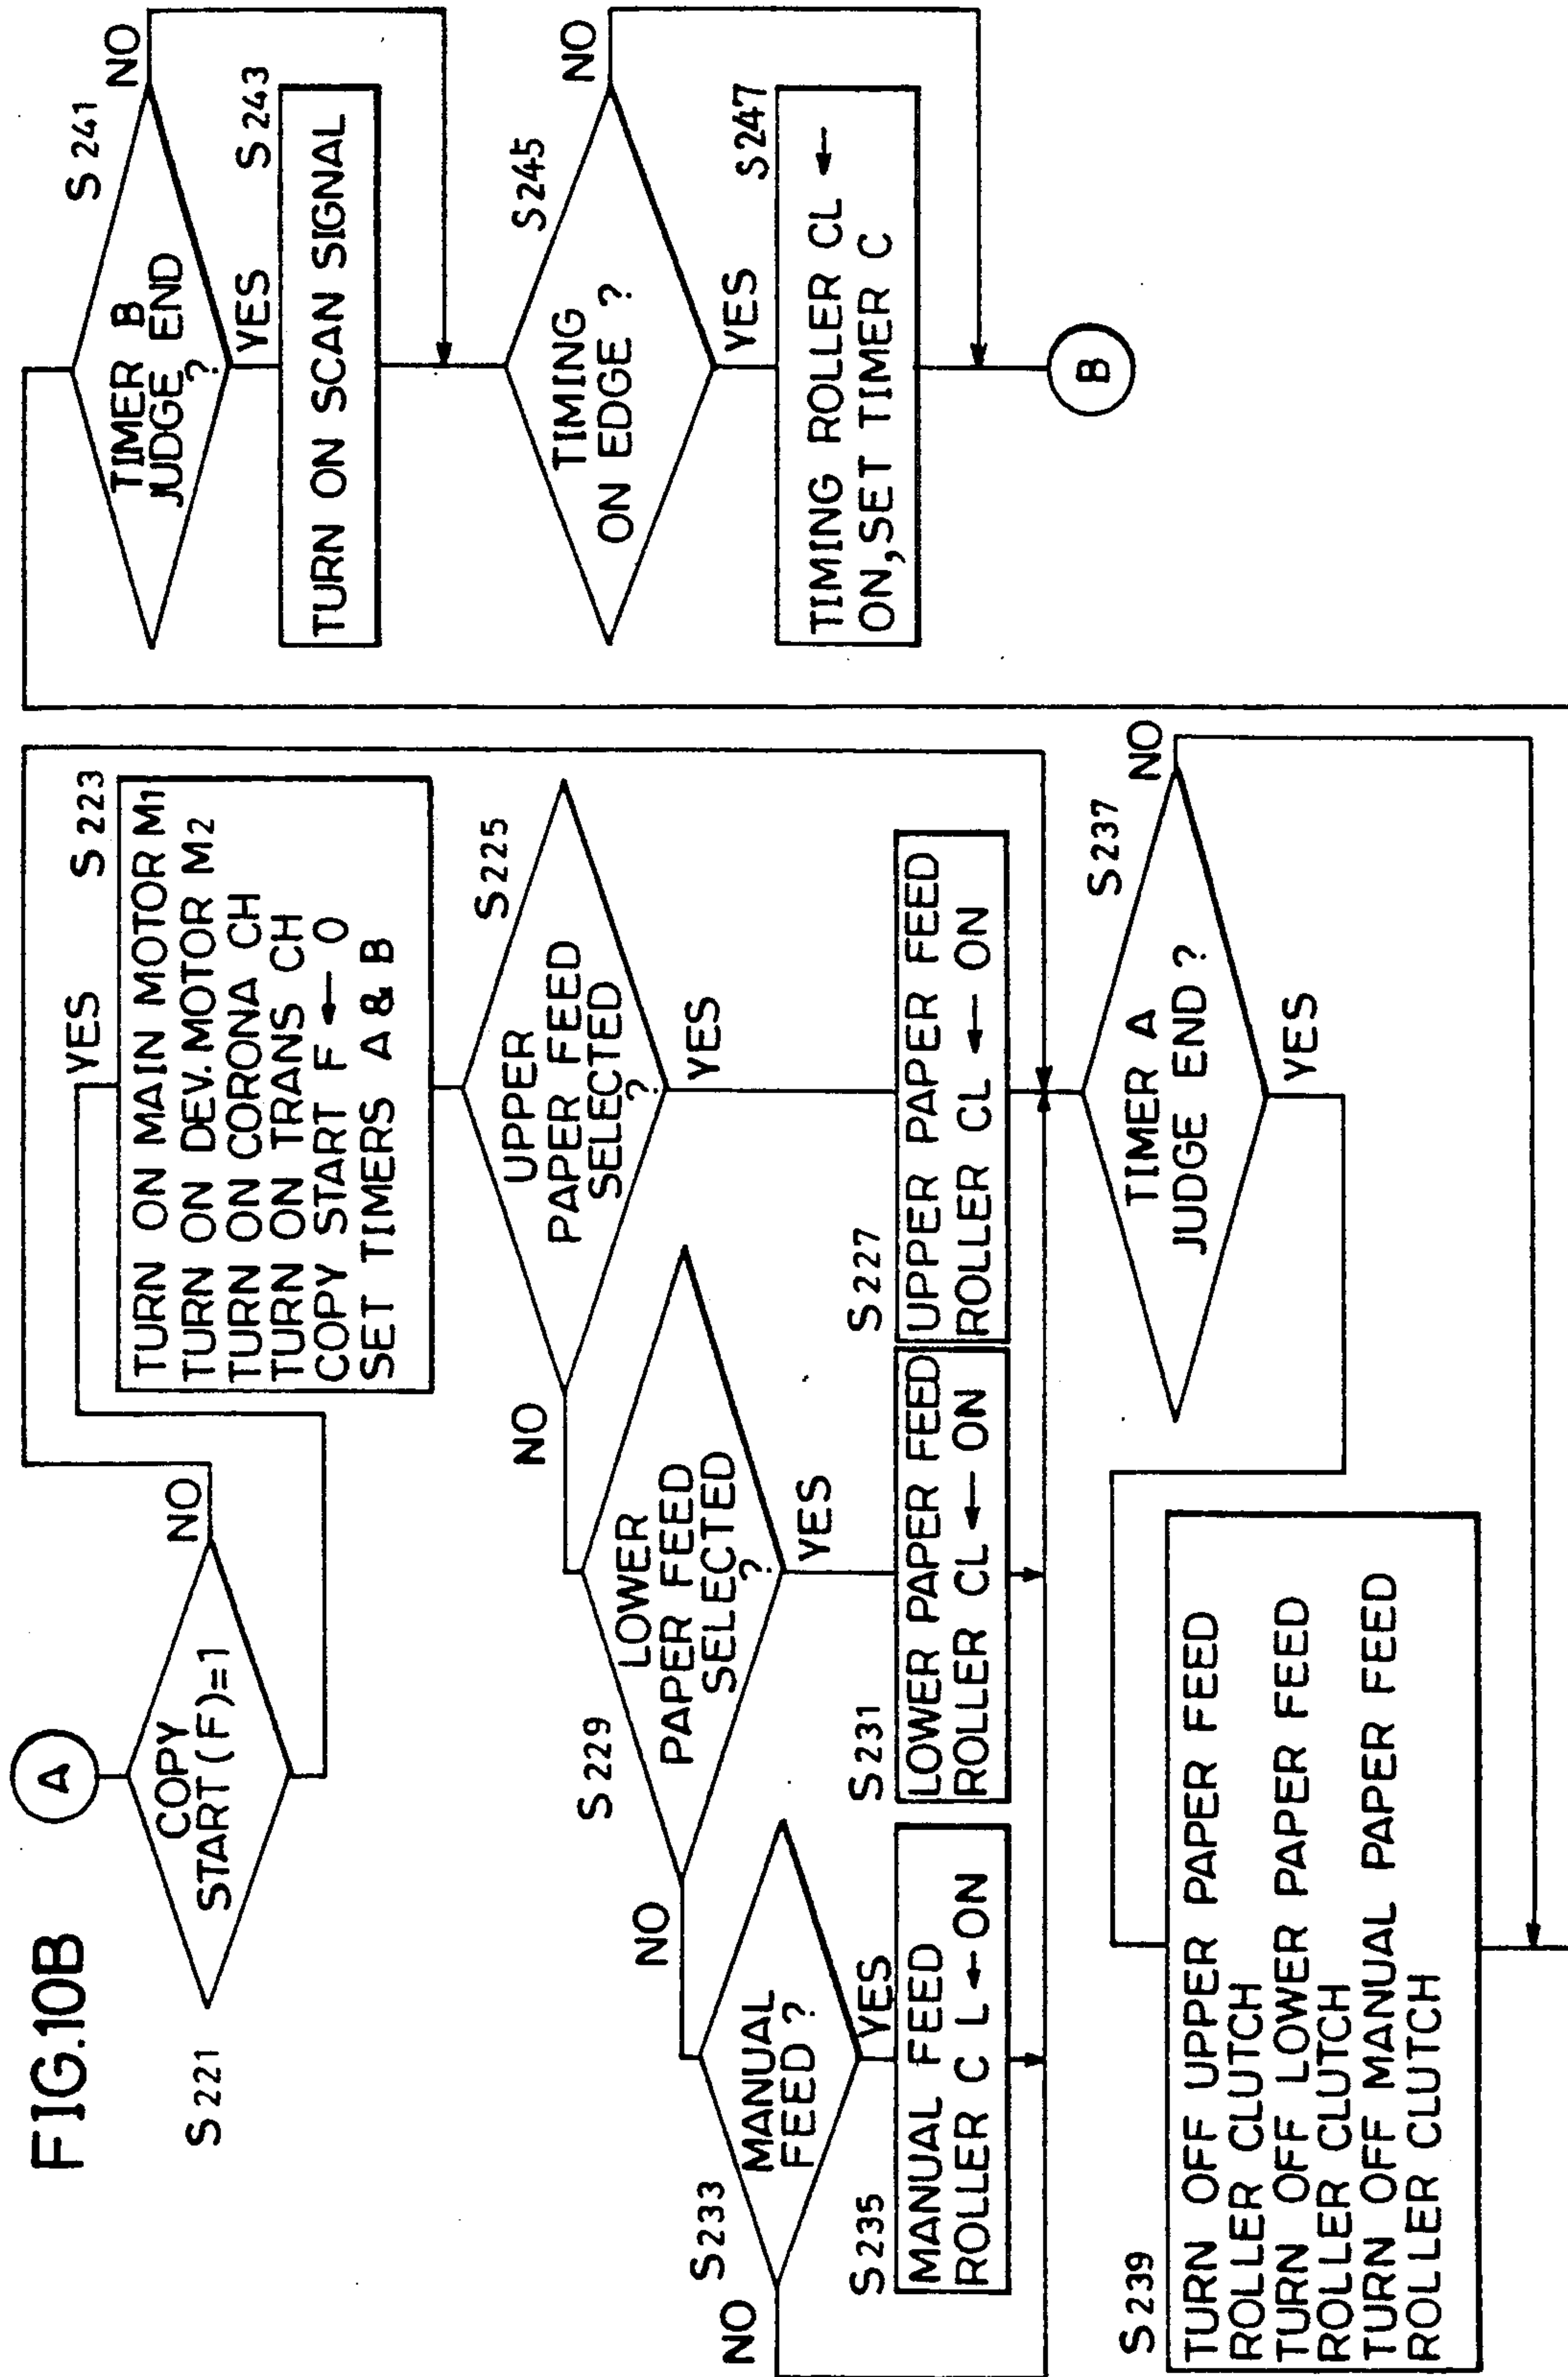 FIG.10B
A
S221
COPY
START(F)=1
NO
YES
S223
TURN ON MAIN MOTOR M1
TURN ON DEV.MOTOR M2
TURN ON CORONA CH
TURN ON TRANS CH
COPY START F ← 0
SET TIMERS A & B
S225
UPPER
PAPER FEED
SELECTED
?
NO
YES
S227
UPPER PAPER FEED
ROLLER CL ← ON
S229
LOWER
PAPER FEED
SELECTED
?
NO
YES
S231
LOWER PAPER FEED
ROLLER CL ← ON
S233
MANUAL
FEED ?
NO
YES
S235
MANUAL FEED
ROLLER C L ← ON
S237
TIMER A
JUDGE END ?
NO
YES
S239
TURN OFF UPPER PAPER FEED
ROLLER CLUTCH
TURN OFF LOWER PAPER FEED
ROLLER CLUTCH
TURN OFF MANUAL PAPER FEED
ROLLER CLUTCH
S241
TIMER B
JUDGE END
?
NO
YES
S243
TURN ON SCAN SIGNAL
S245
TIMING
ON EDGE ?
NO
YES
S247
TIMING ROLLER CL ←
ON,SET TIMER C
B